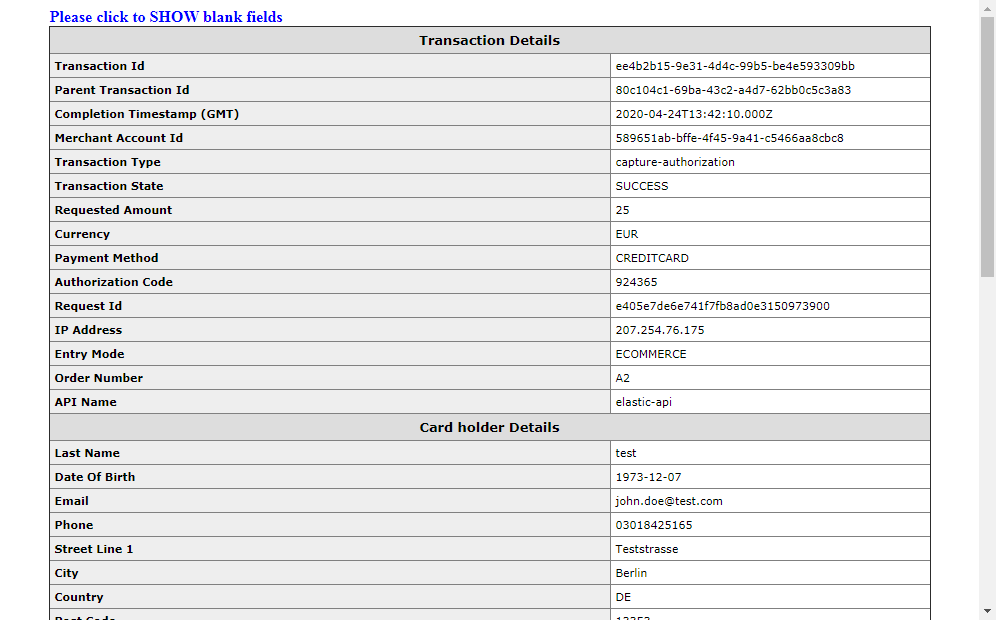 Please click to SHOW blank fields
Transaction Details
Transaction Id ee4b2b15-9e31-4d4c-99b5-be4e593309bb
Parent Transaction Id 80c104c1-69ba-43c2-a4d7-62bb0c5c3a83
Completion Timestamp (GMT) 2020-04-24T13:42:10.000Z
Merchant Account Id 589651ab-bffe-4f45-9a41-c5466aa8cbc8
Transaction Type capture-authorization
Transaction State SUCCESS
Requested Amount 25
Currency EUR
Payment Method CREDITCARD
Authorization Code 924365
Request Id e405e7de6e741f7fb8ad0e3150973900
IP Address 207.254.76.175
Entry Mode ECOMMERCE
Order Number A2
API Name elastic-api
Card holder Details
Last Name test
Date Of Birth 1973-12-07
Email john.doe@test.com
Phone 03018425165
Street Line 1 Teststrasse
City Berlin
Country DE